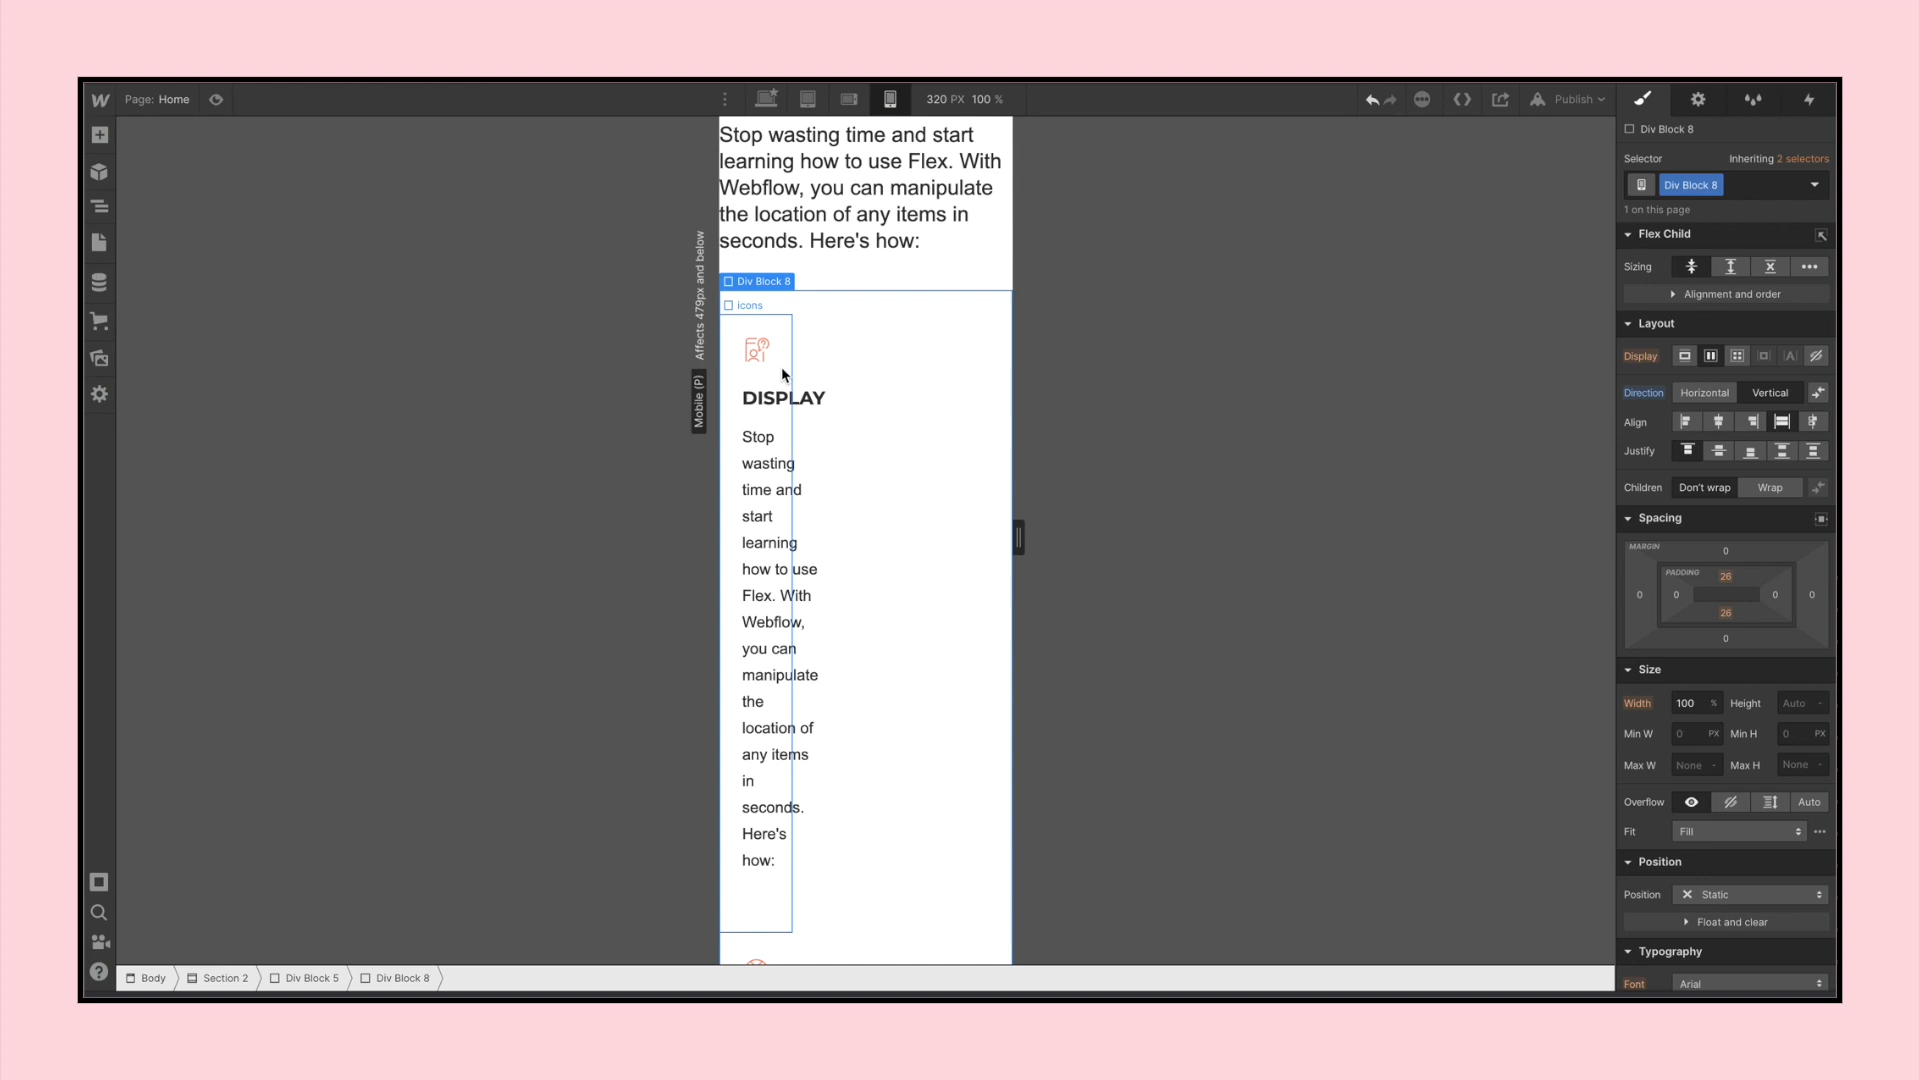 Page: Home
320 PX 100 %
Publish
Stop wasting time and start
learning how to use Flex. With
Webflow, you can manipulate
the location of any items in
seconds. Here's how:
Mobile (P) Affects 479px and below
Div Block 8
icons
DISPLAY
Stop
wasting
time and
start
learning
how to use
Flex. With
Webflow,
you can
manipulate
the
location of
any items
in
seconds.
Here's
how:
Body
Section 2
Div Block 5
Div Block 8
Div Block 8
Selector Inheriting 2 selectors
Div Block 8
1 on this page
Flex Child
Sizing
Alignment and order
Layout
Display
Direction Horizontal Vertical
Align
Justify
Children Don't wrap Wrap
Spacing
MARGIN
0
PADDING
26
0 0 0 0
26
0
Size
Width 100 % Height Auto -
Min W 0 PX Min H 0 PX
Max W None - Max H None -
Overflow Auto
Fit Fill
Position
Position Static
Float and clear
Typography
Font Arial